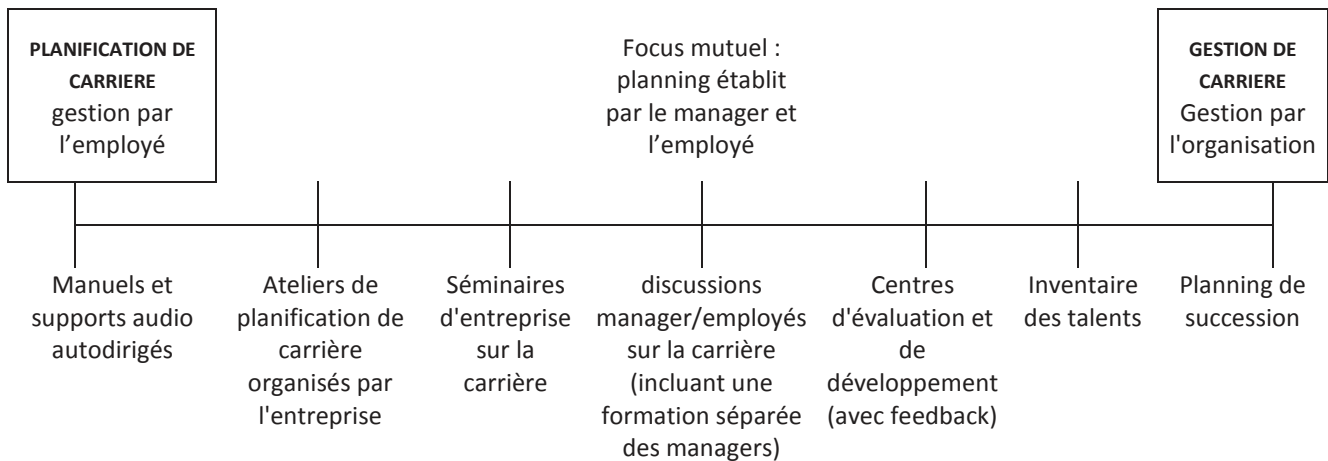 PLANIFICATION DE
CARRIERE
gestion par
l’employé
Focus mutuel :
planning établit
par le manager et
l’employé
GESTION DE
CARRIERE
Gestion par
l'organisation
Manuels et
supports audio
autodirigés
Ateliers de
planification de
carrière
organisés par
l'entreprise
Séminaires
d'entreprise
sur la
carrière
discussions
manager/employés
sur la carrière
(incluant une
formation séparée
des managers)
Centres
d'évaluation et
de
développement
(avec feedback)
Inventaire
des talents
Planning de
succession